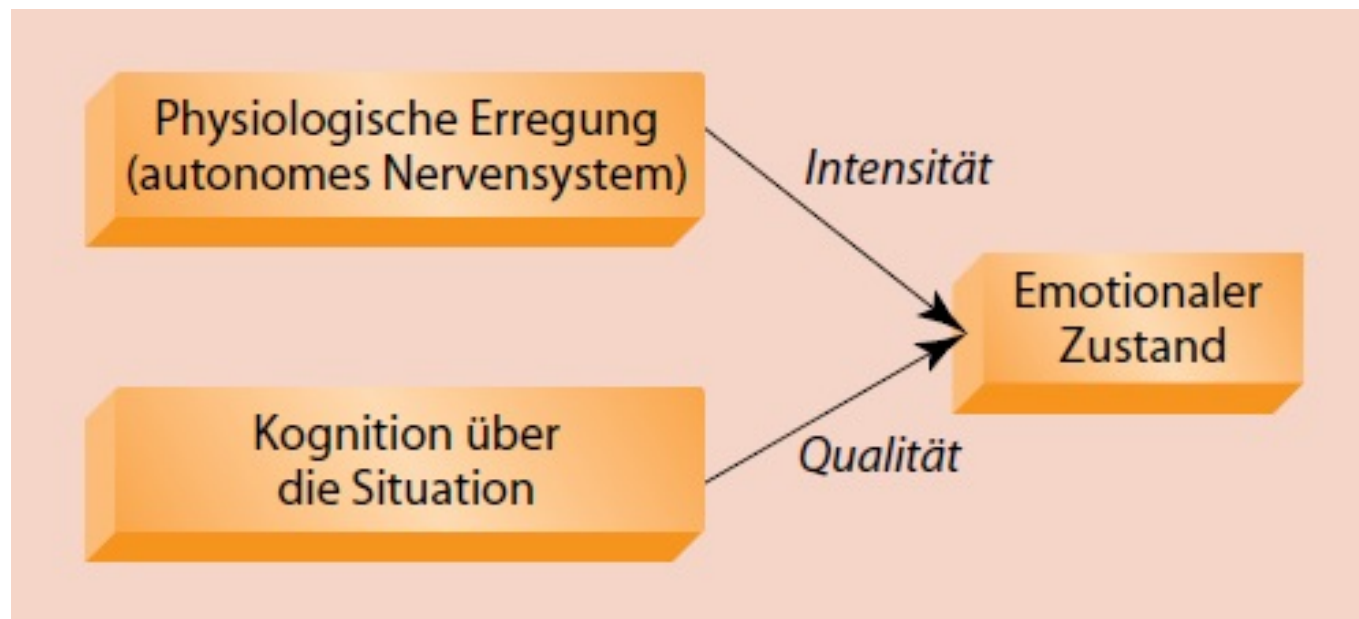 Physiologische Erregung
(autonomes Nervensystem)
Intensität
Emotionaler
Zustand
Kognition über
die Situation
Qualität